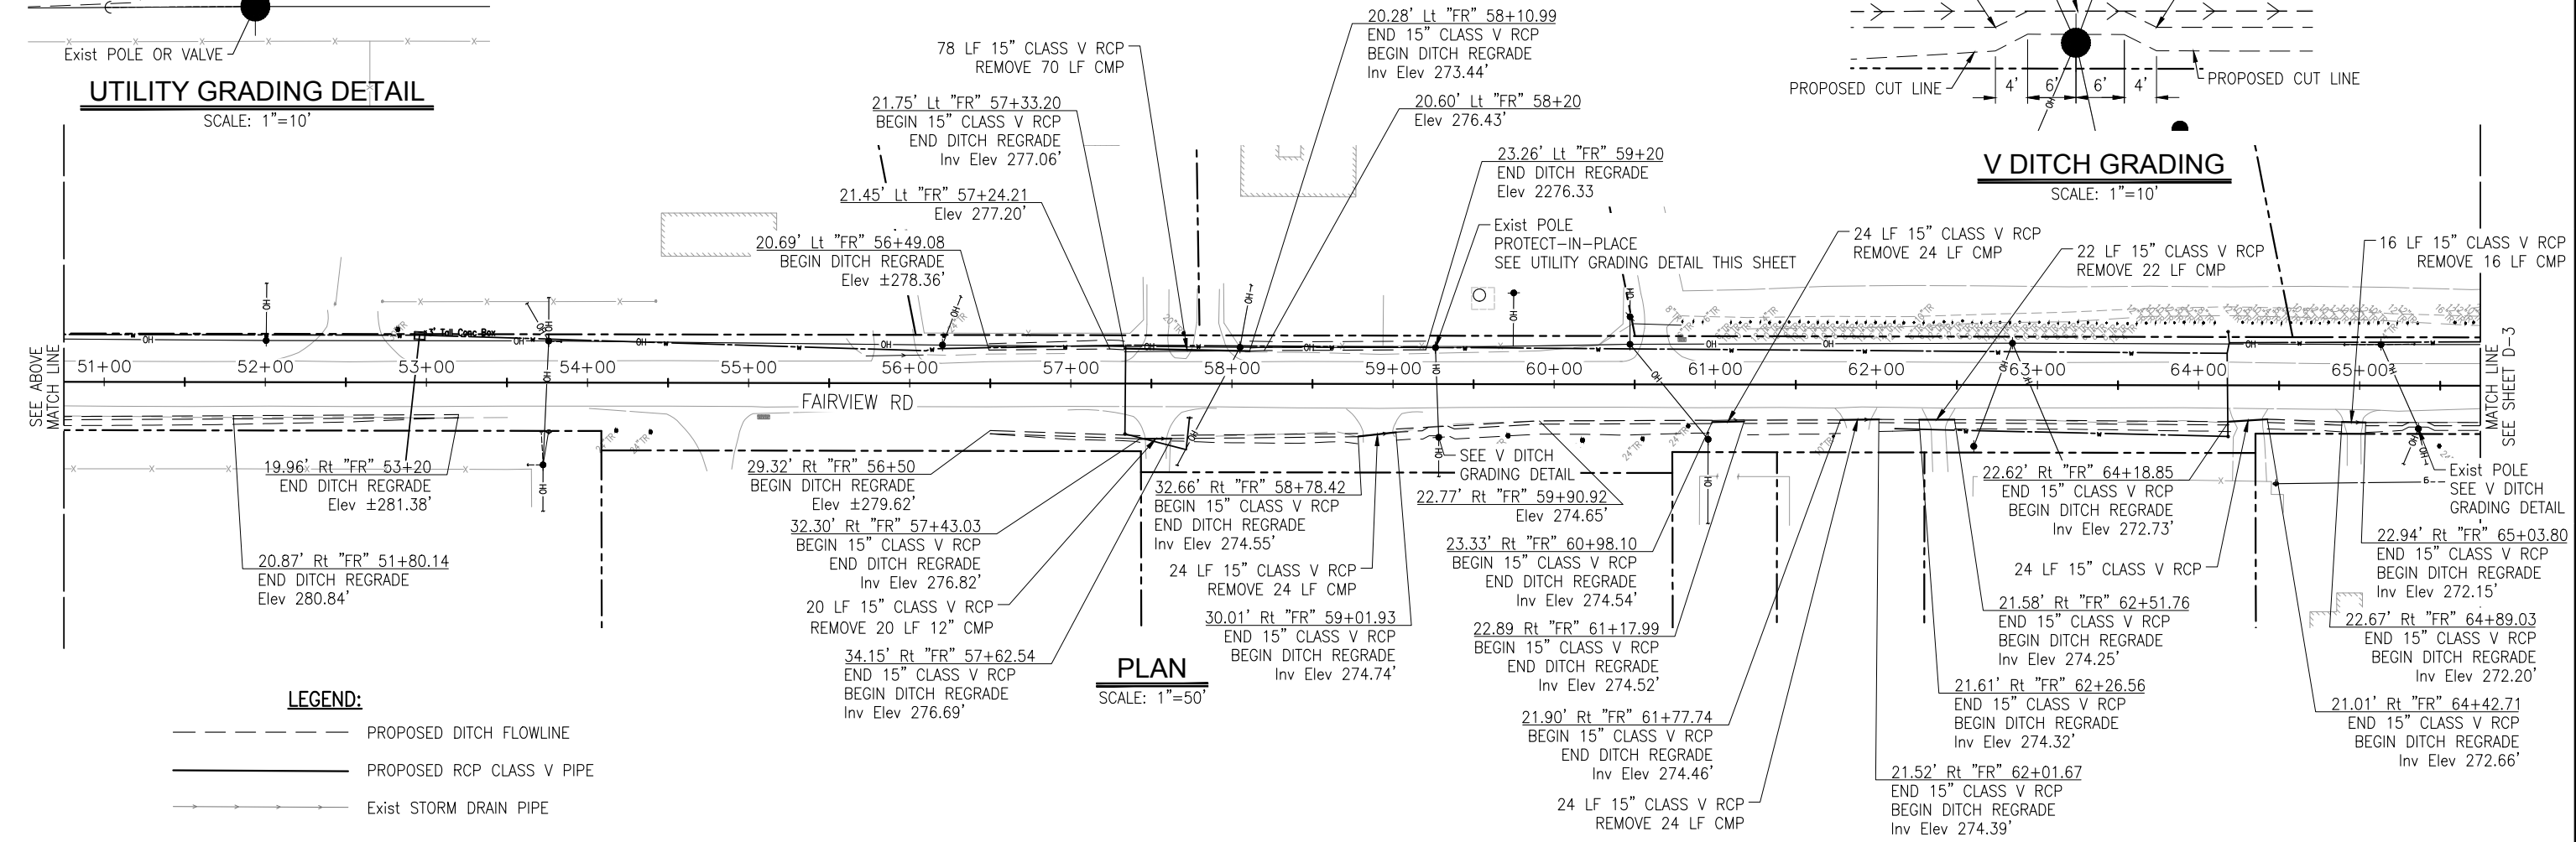 Exist POLE OR VALVE
UTILITY GRADING DETAIL
SCALE: 1"=10'
78 LF 15" CLASS V RCP
REMOVE 70 LF CMP
21.75' Lt "FR" 57+33.20
BEGIN 15" CLASS V RCP
END DITCH REGRADE
Inv Elev 277.06'
21.45' Lt "FR" 57+24.21
Elev 277.20'
20.69' Lt "FR" 56+49.08
BEGIN DITCH REGRADE
Elev ±278.36'
20.28' Lt "FR" 58+10.99
END 15" CLASS V RCP
BEGIN DITCH REGRADE
Inv Elev 273.44'
20.60' Lt "FR" 58+20
Elev 276.43'
23.26' Lt "FR" 59+20
END DITCH REGRADE
Elev 2276.33
Exist POLE
PROTECT-IN-PLACE
SEE UTILITY GRADING DETAIL THIS SHEET
PROPOSED CUT LINE
4' 6' 6' 4'
PROPOSED CUT LINE
OH
V DITCH GRADING
SCALE: 1"=10'
24 LF 15" CLASS V RCP
REMOVE 24 LF CMP
22 LF 15" CLASS V RCP
REMOVE 22 LF CMP
16 LF 15" CLASS V RCP
REMOVE 16 LF CMP
3' Tall Conc Box
SEE ABOVE
MATCH LINE
51+00 52+00 53+00 54+00 55+00 56+00 57+00 58+00 59+00 60+00 61+00 62+00 63+00 64+00 65+00
MATCH LINE
SEE SHEET D-3
FAIRVIEW RD
19.96' Rt "FR" 53+20
END DITCH REGRADE
Elev ±281.38'
20.87' Rt "FR" 51+80.14
END DITCH REGRADE
Elev 280.84'
29.32' Rt "FR" 56+50
BEGIN DITCH REGRADE
Elev ±279.62'
32.30' Rt "FR" 57+43.03
BEGIN 15" CLASS V RCP
END DITCH REGRADE
Inv Elev 276.82'
20 LF 15" CLASS V RCP
REMOVE 20 LF 12" CMP
34.15' Rt "FR" 57+62.54
END 15" CLASS V RCP
BEGIN DITCH REGRADE
Inv Elev 276.69'
32.66' Rt "FR" 58+78.42
BEGIN 15" CLASS V RCP
END DITCH REGRADE
Inv Elev 274.55'
24 LF 15" CLASS V RCP
REMOVE 24 LF CMP
30.01' Rt "FR" 59+01.93
END 15" CLASS V RCP
BEGIN DITCH REGRADE
Inv Elev 274.74'
SEE V DITCH
GRADING DETAIL
22.77' Rt "FR" 59+90.92
Elev 274.65'
23.33' Rt "FR" 60+98.10
BEGIN 15" CLASS V RCP
END DITCH REGRADE
Inv Elev 274.54'
22.89 Rt "FR" 61+17.99
BEGIN 15" CLASS V RCP
END DITCH REGRADE
Inv Elev 274.52'
21.90' Rt "FR" 61+77.74
BEGIN 15" CLASS V RCP
END DITCH REGRADE
Inv Elev 274.46'
24 LF 15" CLASS V RCP
REMOVE 24 LF CMP
21.52' Rt "FR" 62+01.67
END 15" CLASS V RCP
BEGIN DITCH REGRADE
Inv Elev 274.39'
21.61' Rt "FR" 62+26.56
END 15" CLASS V RCP
BEGIN DITCH REGRADE
Inv Elev 274.32'
21.58' Rt "FR" 62+51.76
END 15" CLASS V RCP
BEGIN DITCH REGRADE
Inv Elev 274.25'
22.62' Rt "FR" 64+18.85
END 15" CLASS V RCP
BEGIN DITCH REGRADE
Inv Elev 272.73'
24 LF 15" CLASS V RCP
Exist POLE
SEE V DITCH
GRADING DETAIL
22.94' Rt "FR" 65+03.80
END 15" CLASS V RCP
BEGIN DITCH REGRADE
Inv Elev 272.15'
22.67' Rt "FR" 64+89.03
END 15" CLASS V RCP
BEGIN DITCH REGRADE
Inv Elev 272.20'
21.01' Rt "FR" 64+42.71
END 15" CLASS V RCP
BEGIN DITCH REGRADE
Inv Elev 272.66'
PLAN
SCALE: 1"=50'
LEGEND:
PROPOSED DITCH FLOWLINE
PROPOSED RCP CLASS V PIPE
Exist STORM DRAIN PIPE